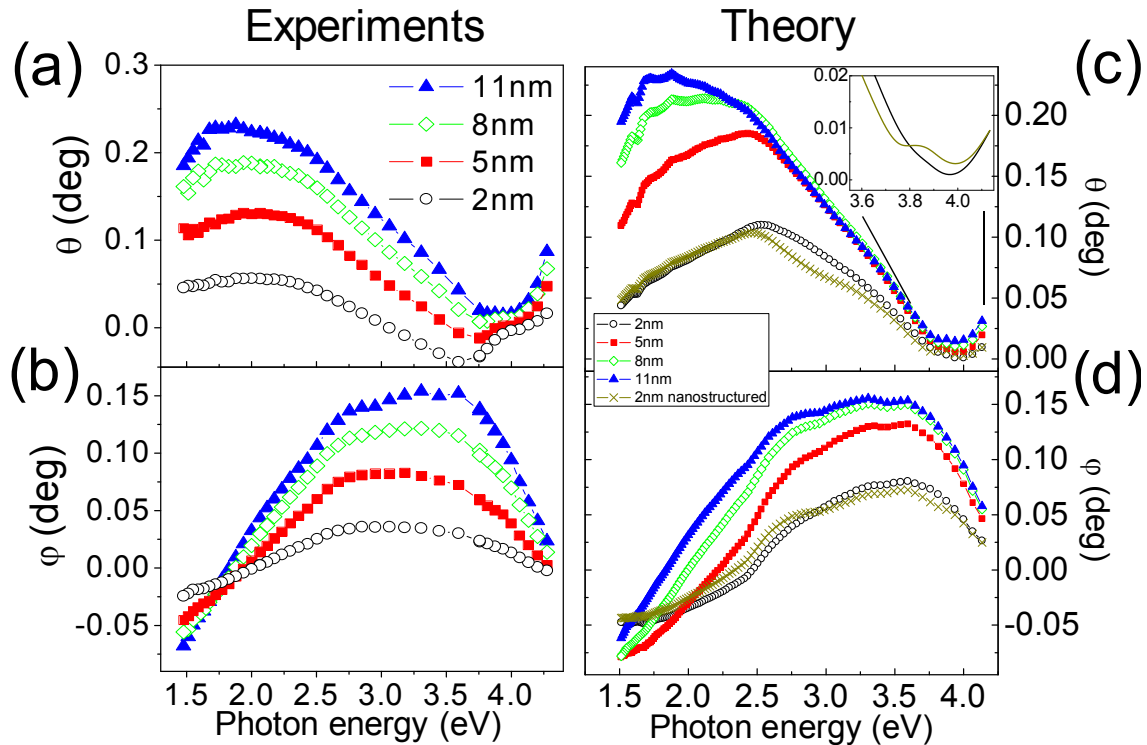 Experiments
Theory
(a)
0.3
0.2
0.1
0.0
θ (deg)
11nm
8nm
5nm
2nm
(c)
0.20
0.15
0.10
0.05
0.00
θ (deg)
0.02
0.01
0.00
3.6
3.8
4.0
(b)
0.15
0.10
0.05
0.00
-0.05
φ (deg)
1.5
2.0
2.5
3.0
3.5
4.0
Photon energy (eV)
2nm
5nm
8nm
11nm
2nm nanostructured
(d)
0.15
0.10
0.05
0.00
-0.05
φ (deg)
1.5
2.0
2.5
3.0
3.5
4.0
Photon energy (eV)